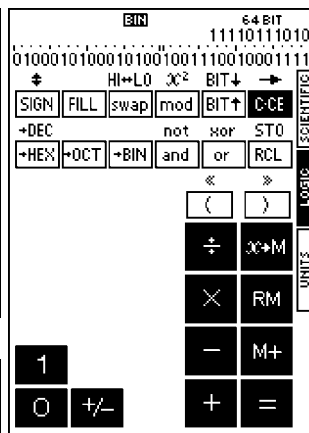 BIN 64 BIT
11110111010
010001010001010010011110010001111
HI↔LO x² BIT↓
SIGN FILL swap mod BIT↑ C·CE
→DEC not xor STO
→HEX →OCT →BIN and or RCL
« »
( )
÷ x→M
× RM
− M+
1
0 +/− + =
SCIENTIFIC
LOGIC
UNITS